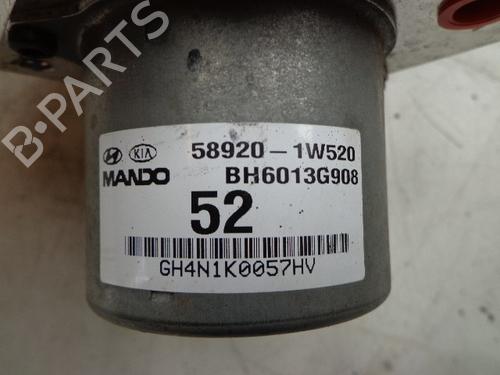 B-PARTS
KIA 58920-1W520
MANDO BH6013G908
52
GH4N1K0057HV